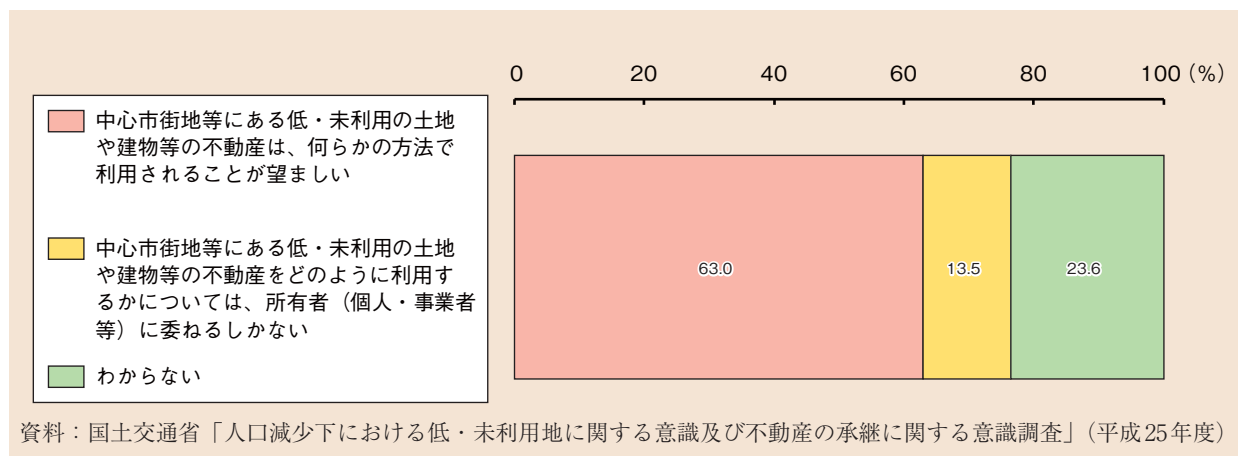 0 20 40 60 80 100（%）
中心市街地等にある低・未利用の土地
や建物等の不動産は、何らかの方法で
利用されることが望ましい
中心市街地等にある低・未利用の土地
や建物等の不動産をどのように利用す
るかについては、所有者（個人・事業者
等）に委ねるしかない
わからない
63.0 13.5 23.6
資料：国土交通省「人口減少下における低・未利用地に関する意識及び不動産の承継に関する意識調査」（平成25年度）